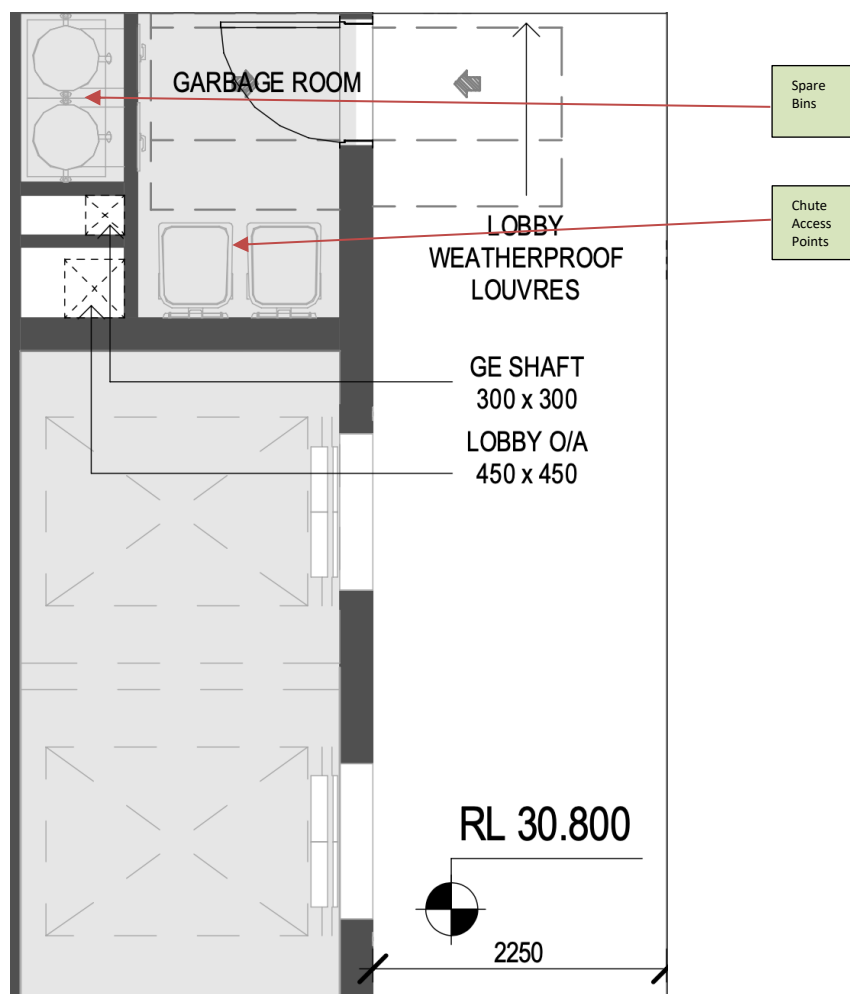 GARBAGE ROOM
Spare
Bins
Chute
Access
Points
LOBBY
WEATHERPROOF
LOUVRES
GE SHAFT
300 x 300
LOBBY O/A
450 x 450
RL 30.800
2250